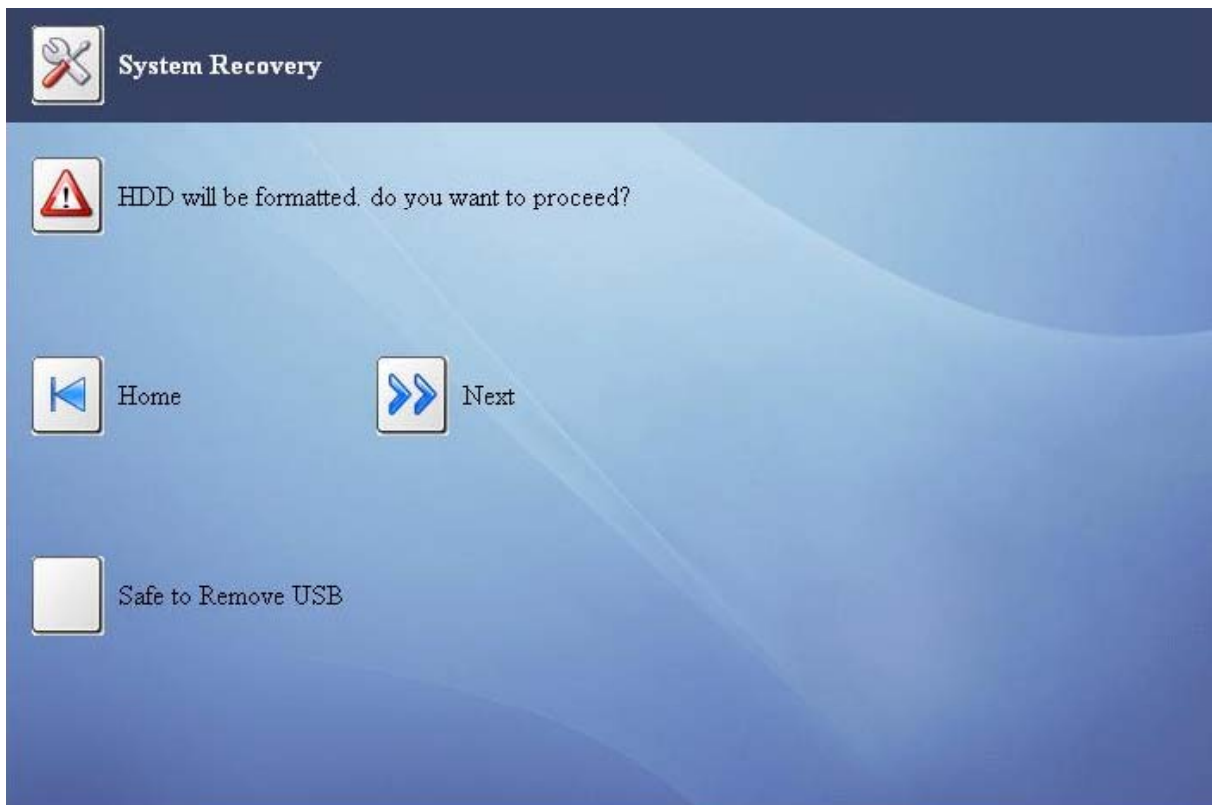 System Recovery
HDD will be formatted. do you want to proceed?
Home
Next
Safe to Remove USB